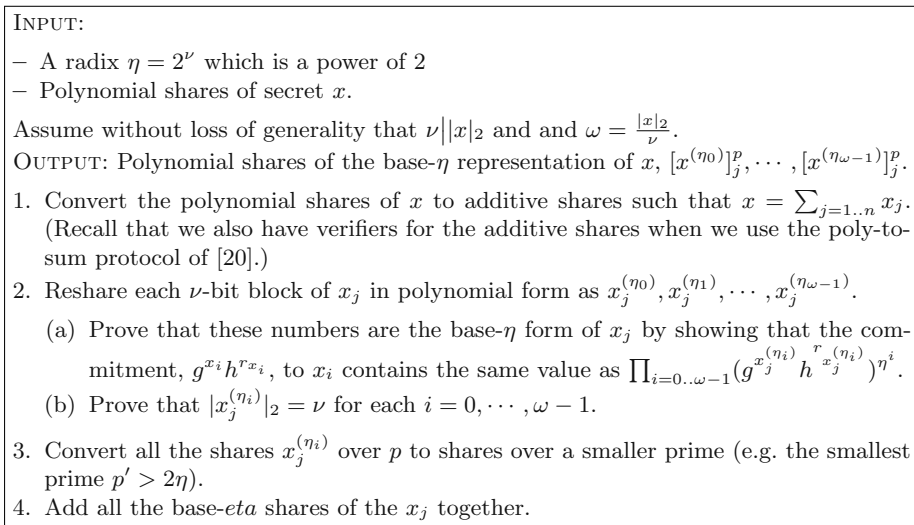 INPUT:
– A radix η = 2^ν which is a power of 2
– Polynomial shares of secret x.
Assume without loss of generality that ν||x|_2 and and ω = \frac{|x|_2}{ν}.
OUTPUT: Polynomial shares of the base-η representation of x, [x^{(η_0)}]_j^p, ⋯ , [x^{(η_{ω−1})}]_j^p.
1. Convert the polynomial shares of x to additive shares such that x = ∑_{j=1..n} x_j.
(Recall that we also have verifiers for the additive shares when we use the poly-to-
sum protocol of [20].)
2. Reshare each ν-bit block of x_j in polynomial form as x_j^{(η_0)}, x_j^{(η_1)}, ⋯ , x_j^{(η_{ω−1})}.
(a) Prove that these numbers are the base-η form of x_j by showing that the com-
mitment, g^{x_i} h^{r_{x_i}}, to x_i contains the same value as ∏_{i=0..ω−1}(g^{x_j^{(η_i)}} h^{r_{x_j^{(η_i)}}})^{η^i}.
(b) Prove that |x_j^{(η_i)}|_2 = ν for each i = 0, ⋯ , ω − 1.
3. Convert all the shares x_j^{(η_i)} over p to shares over a smaller prime (e.g. the smallest
prime p′ > 2η).
4. Add all the base-eta shares of the x_j together.